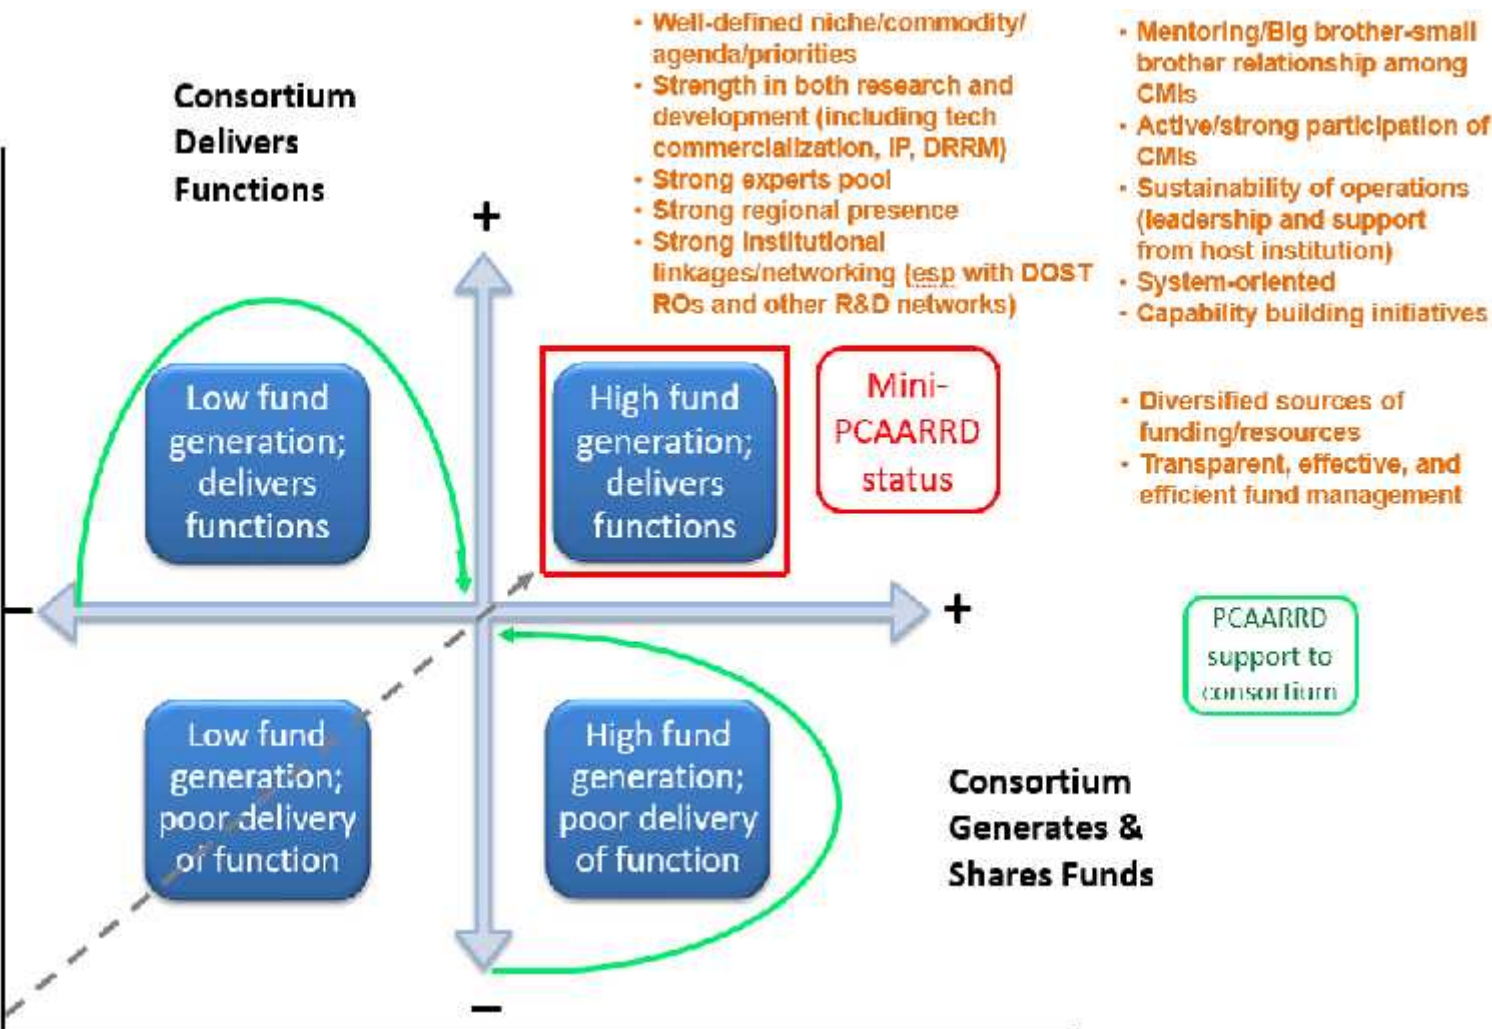 Consortium
Delivers
Functions
+
• Well-defined niche/commodity/
agenda/priorities
• Strength in both research and
development (including tech
commercialization, IP, DRRM)
• Strong experts pool
• Strong regional presence
• Strong institutional
linkages/networking (esp with DOST
ROs and other R&D networks)
• Mentoring/Big brother-small
brother relationship among
CMIs
• Active/strong participation of
CMIs
• Sustainability of operations
(leadership and support
from host institution)
• System-oriented
- Capability building initiatives
• Diversified sources of
funding/resources
• Transparent, effective, and
efficient fund management
Low fund
generation;
delivers
functions
High fund
generation;
delivers
functions
Mini-
PCAARRD
status
–
+
PCAARRD
support to
consortium
Low fund
generation;
poor delivery
of function
High fund
generation;
poor delivery
of function
Consortium
Generates &
Shares Funds
–